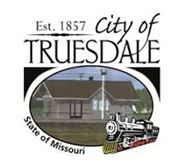 Est. 1857 City of
TRUESDALE
State of Missouri